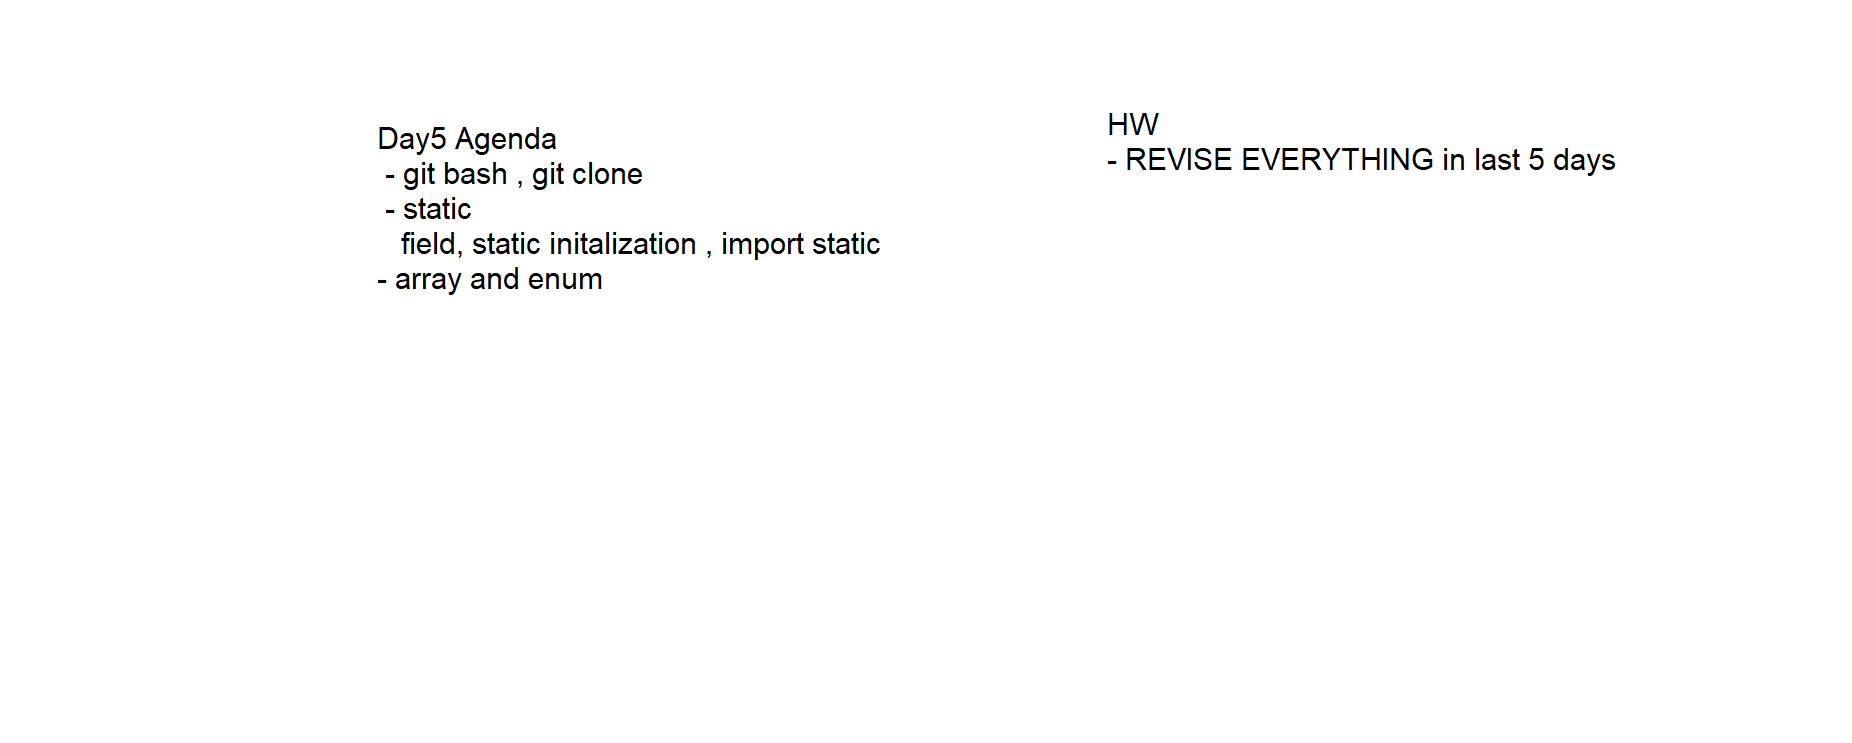 Day5 Agenda
- git bash , git clone
- static
field, static initalization , import static
- array and enum
HW
- REVISE EVERYTHING in last 5 days